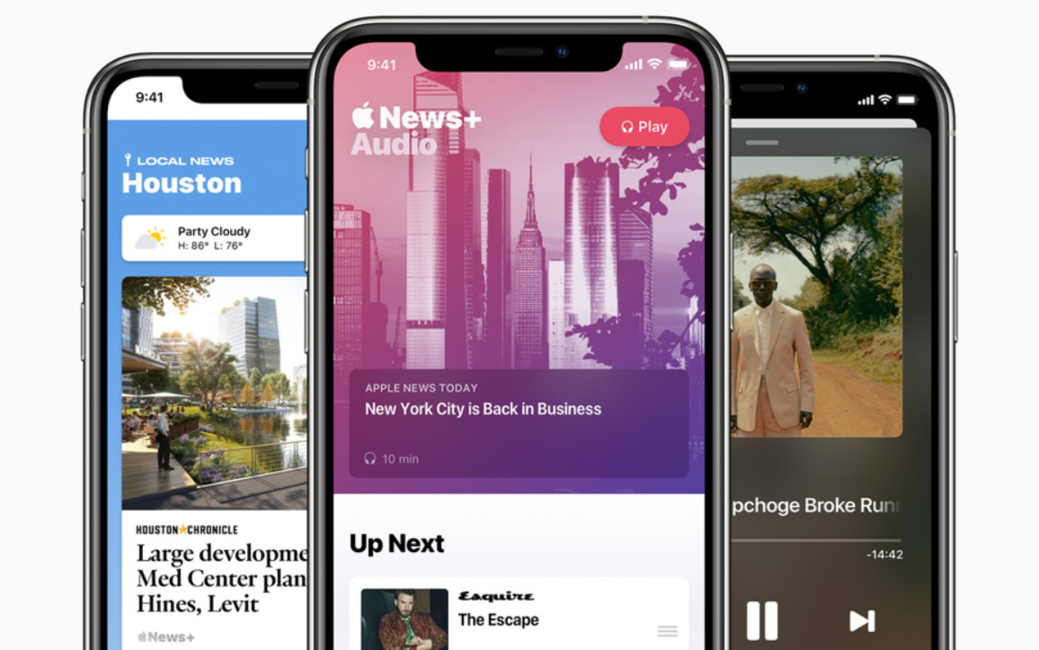 9:41
LOCAL NEWS
Houston
Party Cloudy
H: 86° L: 76°
HOUSTON CHRONICLE
Large developme
Med Center plan
Hines, Levit
News+
9:41
News+
Audio
Play
APPLE NEWS TODAY
New York City is Back in Business
10 min
Up Next
Esquire
The Escape
pchoge Broke Run
-14:42